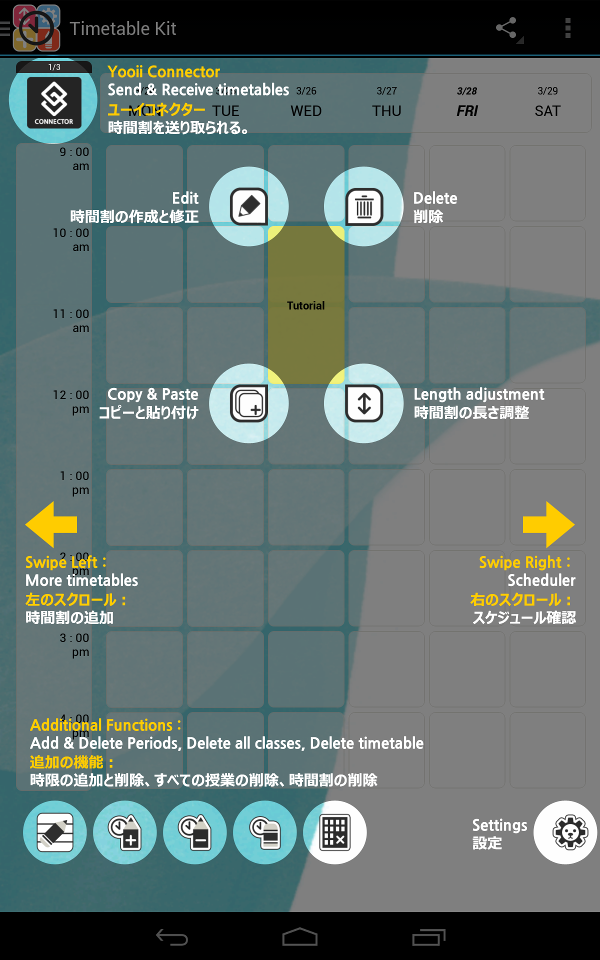 Timetable Kit
1/3
CONNECTOR
Yooii Connector
Send & Receive timetables
ユーイコネクター
時間割を送り取られる。
3/26
3/27
3/28
3/29
MON
TUE
WED
THU
FRI
SAT
9 : 00
am
Edit
時間割の作成と修正
Delete
削除
10 : 00
am
Tutorial
11 : 00
am
12 : 00
pm
Copy & Paste
コピーと貼り付け
Length adjustment
時間割の長さ調整
1 : 00
pm
2 : 00
pm
Swipe Left :
More timetables
左のスクロール :
時間割の追加
Swipe Right :
Scheduler
右のスクロール :
スケジュール確認
3 : 00
pm
4 : 00
pm
Additional Functions :
Add & Delete Periods, Delete all classes, Delete timetable
追加の機能 :
時限の追加と削除、すべての授業の削除、時間割の削除
Settings
設定